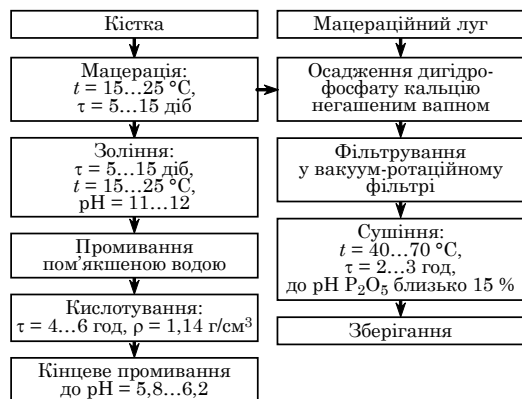 Кістка
Мацерація:
t = 15...25 °С,
τ = 5...15 діб
Зоління:
τ = 5...15 діб,
t = 15...25 °С,
pH = 11...12
Промивання
пом’якшеною водою
Кислотування:
τ = 4...6 год, ρ = 1,14 г/см³
Кінцеве промивання
до pH = 5,8...6,2
Мацераційний луг
Осадження дигідро-
фосфату кальцію
негашеним вапном
Фільтрування
у вакуум-ротаційному
фільтрі
Сушіння:
t = 40...70 °С,
τ = 2...3 год,
до pH P₂O₅ близько 15 %
Зберігання